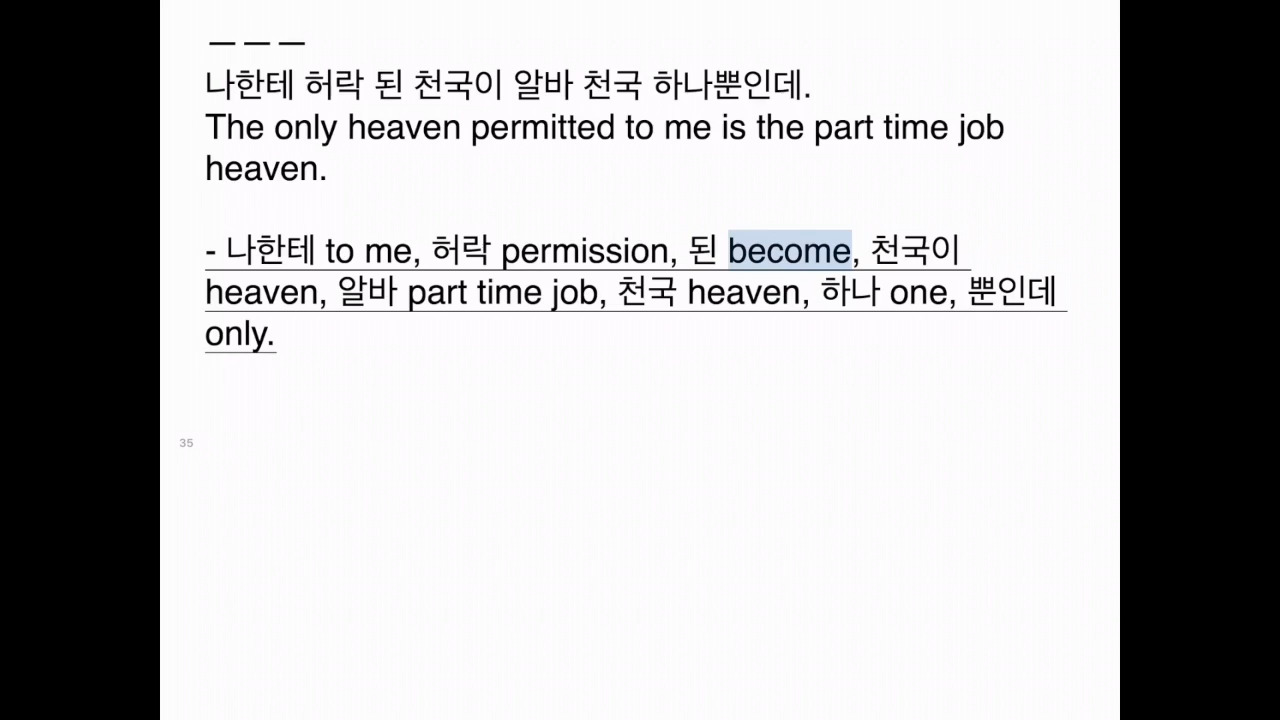 ㅡㅡㅡ
나한테 허락 된 천국이 알바 천국 하나뿐인데.
The only heaven permitted to me is the part time job
heaven.
- 나한테 to me, 허락 permission, 된 become, 천국이
heaven, 알바 part time job, 천국 heaven, 하나 one, 뿐인데
only.
35